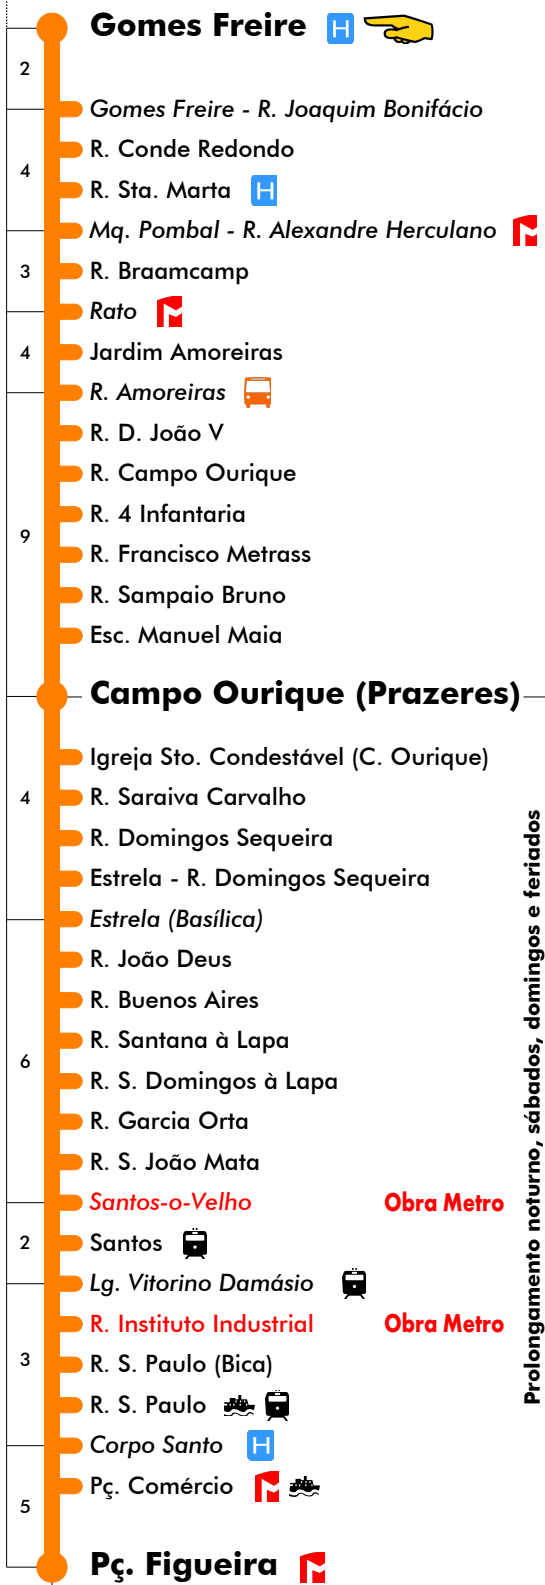 Gomes Freire H
2
Gomes Freire - R. Joaquim Bonifácio
R. Conde Redondo
4
R. Sta. Marta H
Mq. Pombal - R. Alexandre Herculano
3
R. Braamcamp
Rato
4
Jardim Amoreiras
R. Amoreiras
R. D. João V
R. Campo Ourique
R. 4 Infantaria
9
R. Francisco Metrass
R. Sampaio Bruno
Esc. Manuel Maia
Campo Ourique (Prazeres)
Igreja Sto. Condestável (C. Ourique)
4
R. Saraiva Carvalho
R. Domingos Sequeira
Estrela - R. Domingos Sequeira
Estrela (Basílica)
R. João Deus
R. Buenos Aires
R. Santana à Lapa
6
R. S. Domingos à Lapa
R. Garcia Orta
R. S. João Mata
Santos-o-Velho Obra Metro
2
Santos
Lg. Vitorino Damásio
R. Instituto Industrial Obra Metro
3
R. S. Paulo (Bica)
R. S. Paulo
Corpo Santo H
Pç. Comércio
5
Pç. Figueira
Prolongamento noturno, sábados, domingos e feriados